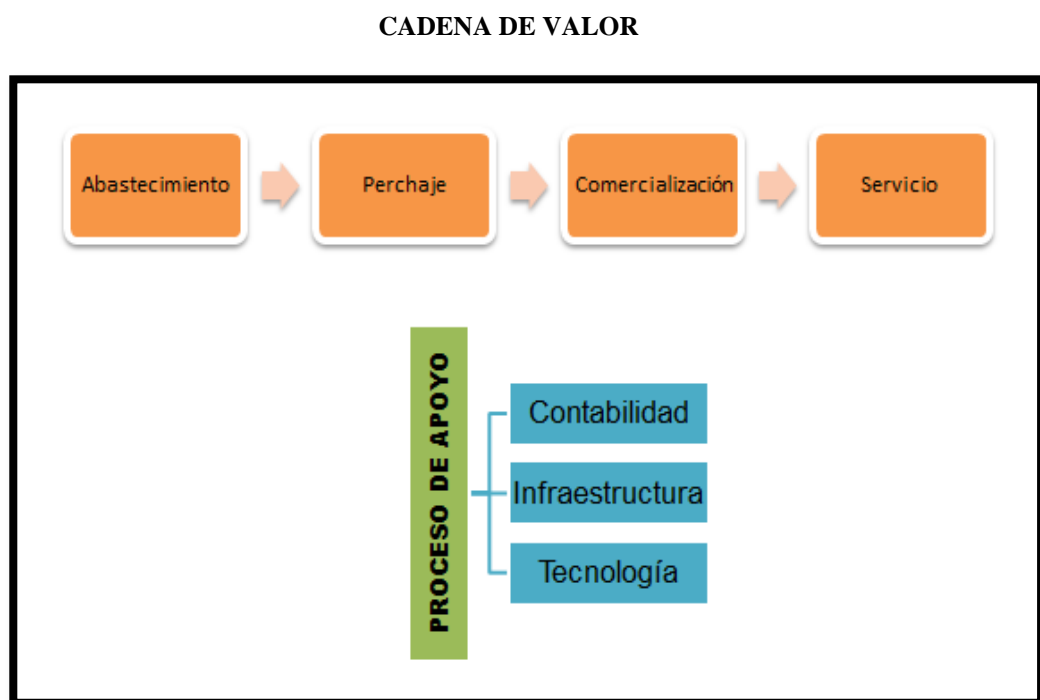 CADENA DE VALOR
Abastecimiento
Perchaje
Comercialización
Servicio
PROCESO DE APOYO
Contabilidad
Infraestructura
Tecnología